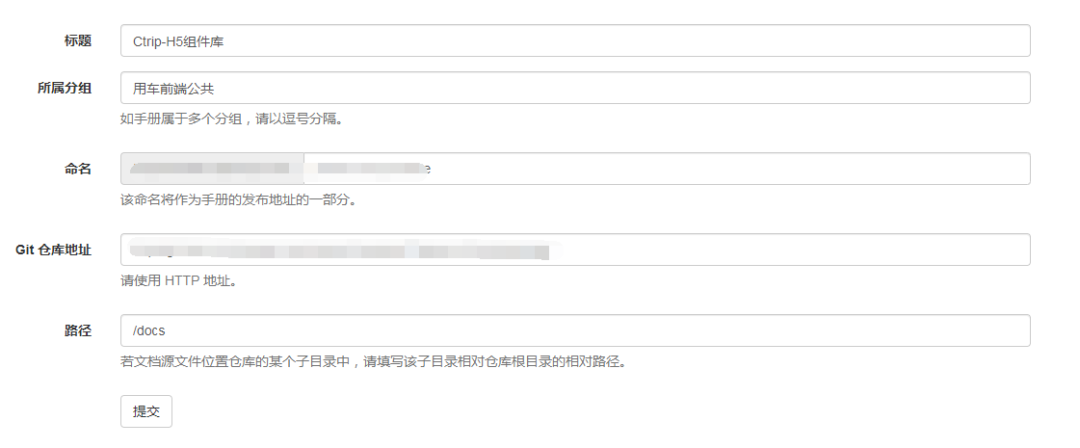 标题
Ctrip-H5组件库
所属分组
用车前端公共
如手册属于多个分组，请以逗号分隔。
命名
e
该命名将作为手册的发布地址的一部分。
Git 仓库地址
请使用 HTTP 地址。
路径
/docs
若文档源文件位置仓库的某个子目录中，请填写该子目录相对仓库根目录的相对路径。
提交